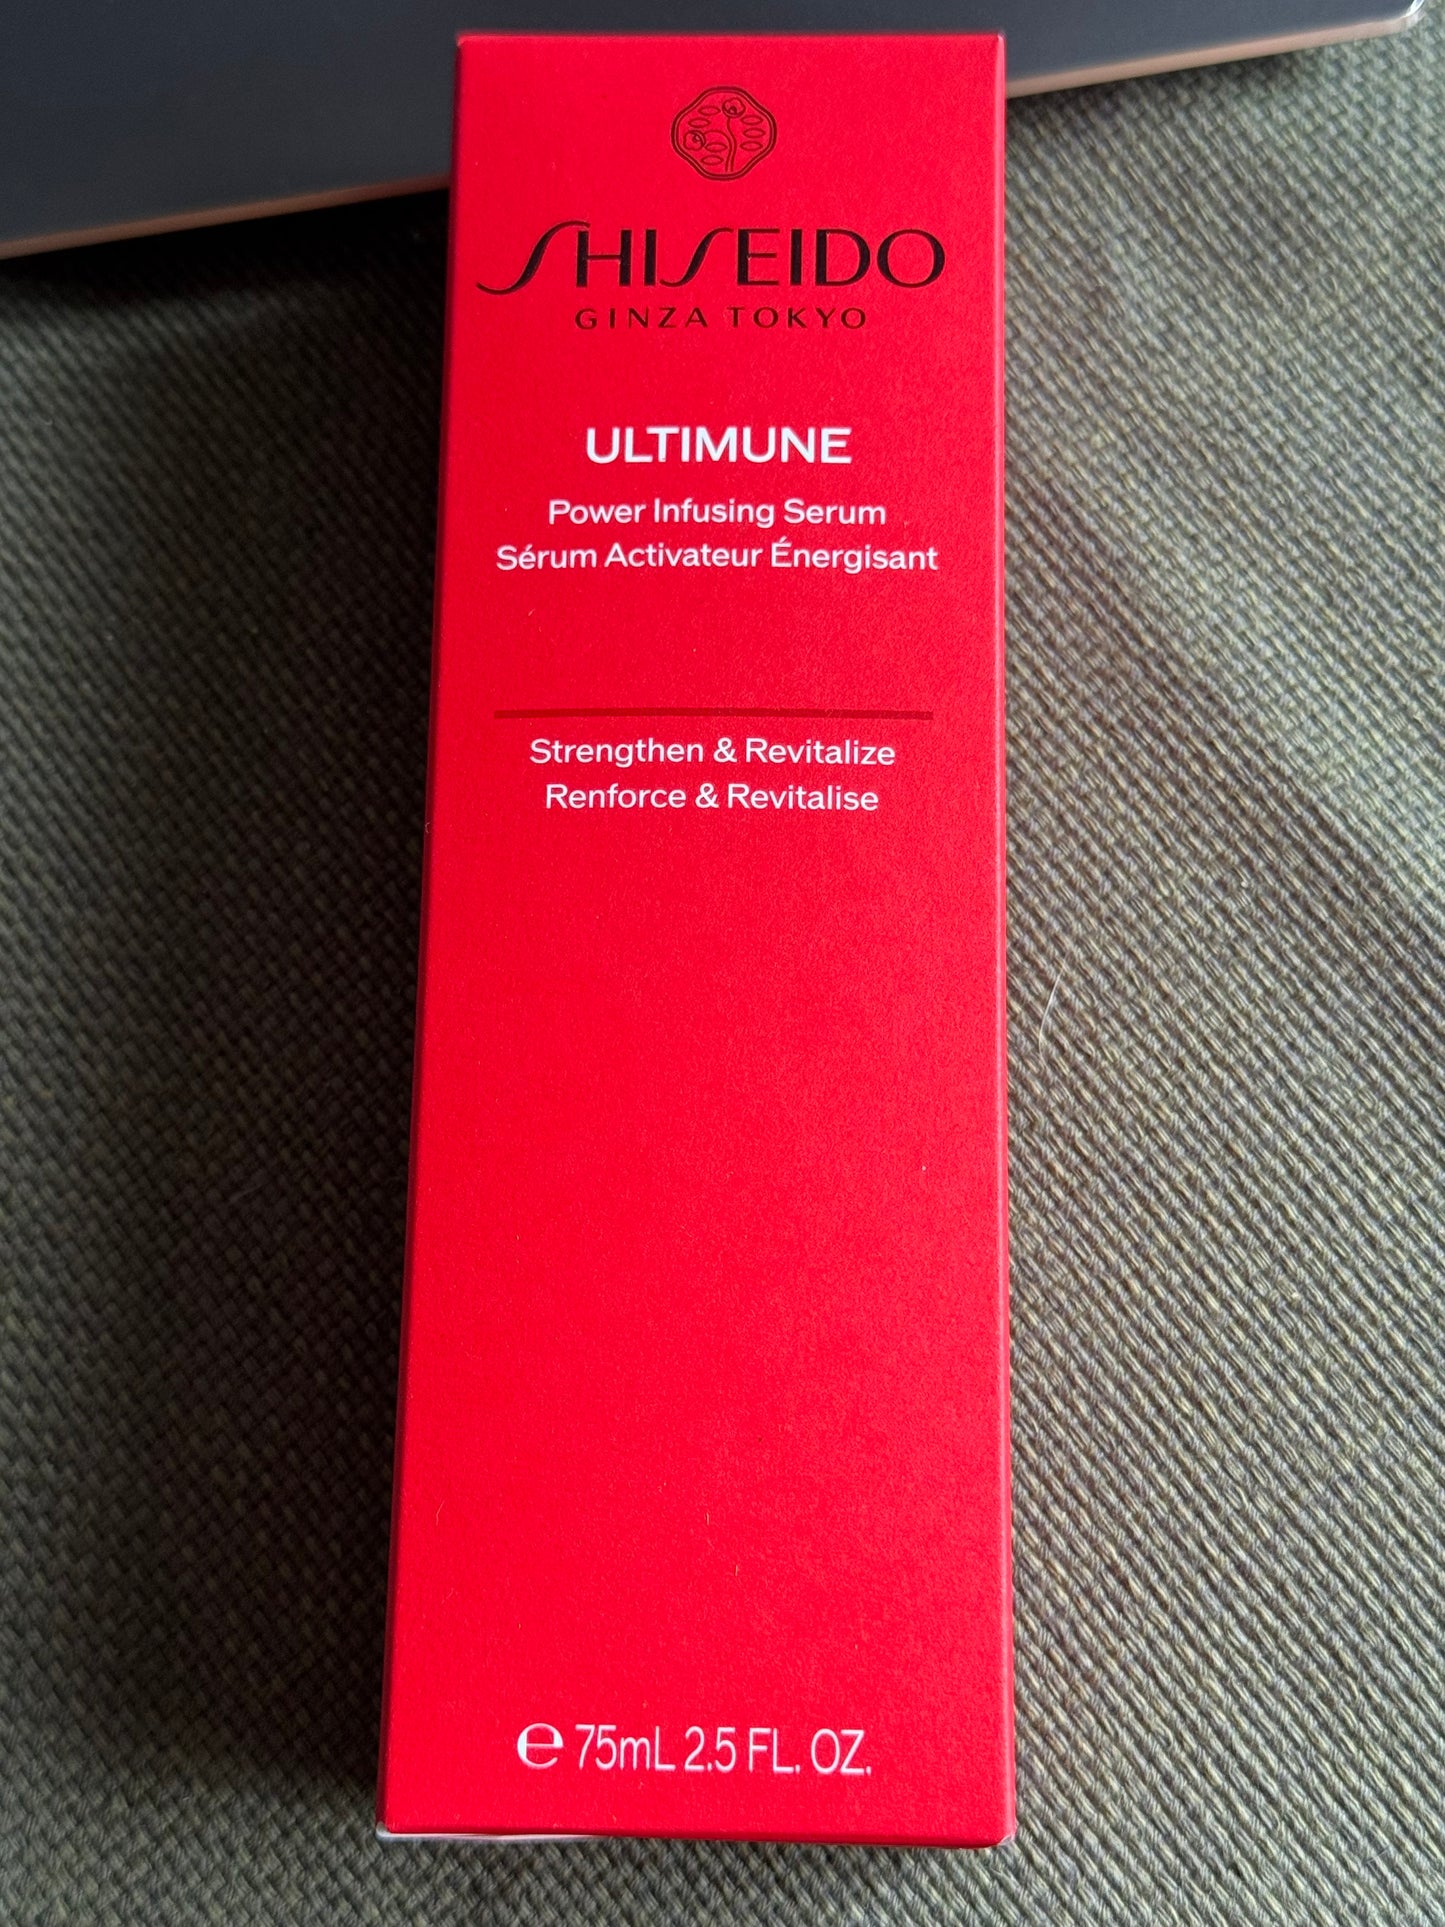 SHISEIDO
GINZA TOKYO
ULTIMUNE
Power Infusing Serum
Sérum Activateur Énergisant
Strengthen & Revitalize
Renforce & Revitalise
℮ 75mL 2.5 FL. OZ.